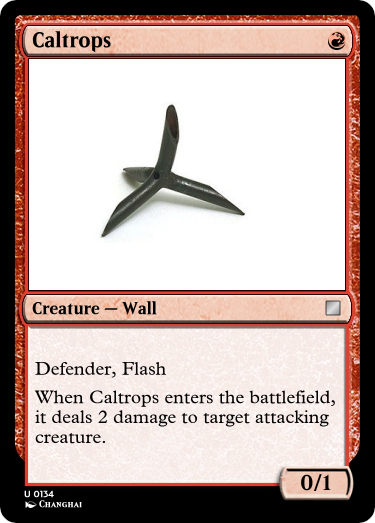 Caltrops
Creature — Wall
Defender, Flash
When Caltrops enters the battlefield,
it deals 2 damage to target attacking
creature.
0/1
U 0134
CHANGHAI